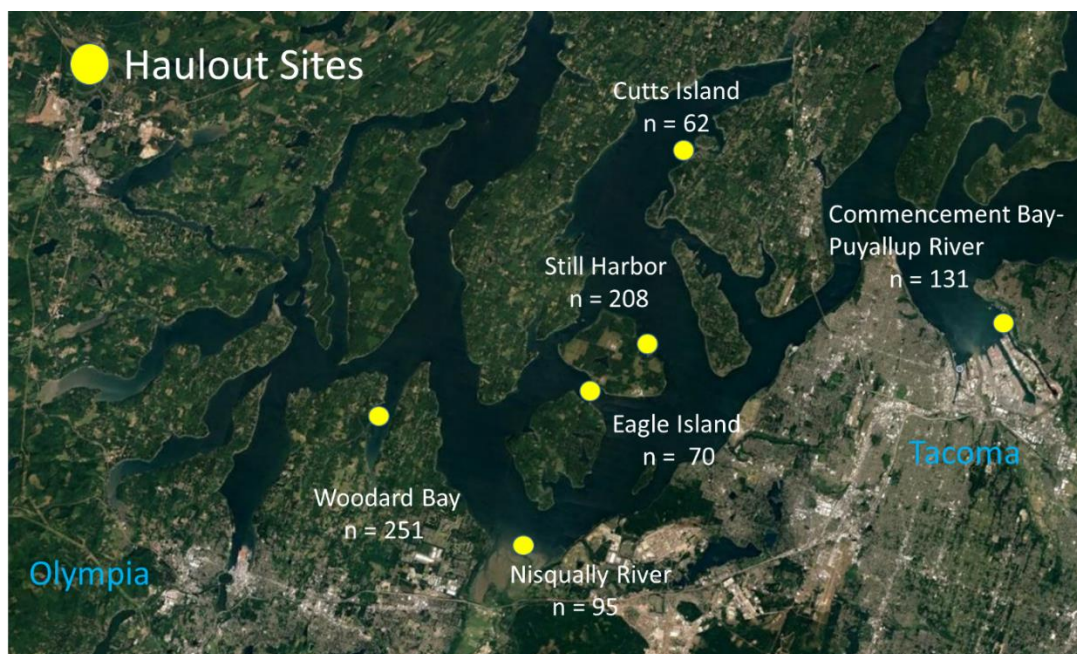 Haulout Sites
Cutts Island
n = 62
Commencement Bay-
Puyallup River
n = 131
Still Harbor
n = 208
Eagle Island
n = 70
Tacoma
Woodard Bay
n = 251
Olympia
Nisqually River
n = 95